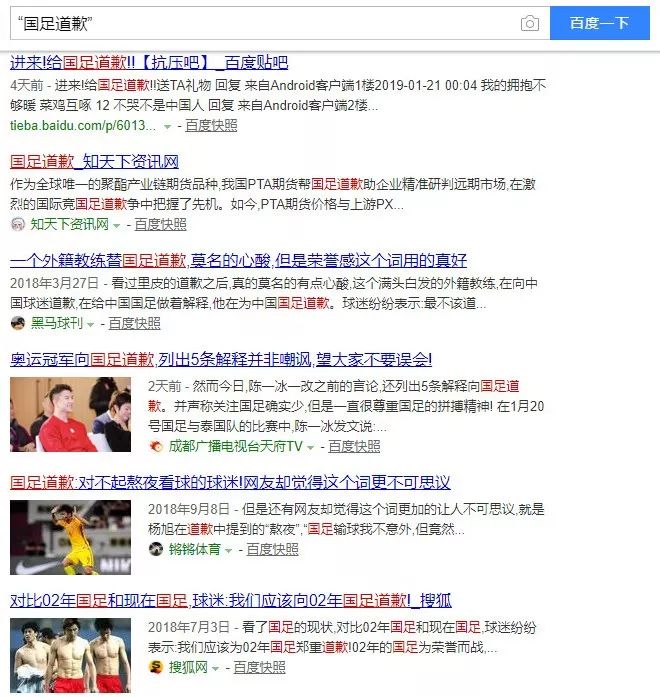 “国足道歉”
百度一下
进来!给国足道歉!!【抗压吧】_百度贴吧
4天前 - 进来!给国足道歉!!送TA礼物 回复 来自Android客户端1楼2019-01-21 00:04 我的拥抱不
够暖 菜鸡互啄 12 不哭不是中国人 回复 来自Android客户端2楼...
tieba.baidu.com/p/6013... - 百度快照
国足道歉_知天下资讯网
作为全球唯一的聚酯产业链期货品种,我国PTA期货帮国足道歉助企业精准研判远期市场,在激
烈的国际竞国足道歉争中把握了先机。如今,PTA期货价格与上游PX...
知天下资讯网 - 百度快照
一个外籍教练替国足道歉,莫名的心酸,但是荣誉感这个词用的真好
2018年3月27日 - 看过里皮的道歉之后,真的莫名的有点心酸,这个满头白发的外籍教练,在向中
国球迷道歉,在给中国国足做着解释,他在为中国国足道歉。球迷纷纷表示:最不该道...
黑马球刊 - 百度快照
奥运冠军向国足道歉,列出5条解释并非嘲讽,望大家不要误会!
2天前 - 然而今日,陈一冰一改之前的言论,还列出5条解释向国足道
歉。并声称关注国足确实少,但是一直很尊重国足的拼搏精神! 在1月20
号国足与泰国队的比赛中,陈一冰发文说:...
成都广播电视台天府TV - 百度快照
国足道歉:对不起熬夜看球的球迷!网友却觉得这个词更不可思议
2018年9月8日 - 但是还有网友却觉得这个词更加的让人不可思议,就是
杨旭在道歉中提到的“熬夜”,“国足输球我不意外,但竟然...
锵锵体育 - 百度快照
对比02年国足和现在国足,球迷:我们应该向02年国足道歉!_搜狐
2018年7月3日 - 看了国足的现状,对比02年国足和现在国足,球迷纷纷
表示:我们应该为02年国足郑重道歉!02年的国足为荣誉而战,...
搜狐网 - 百度快照